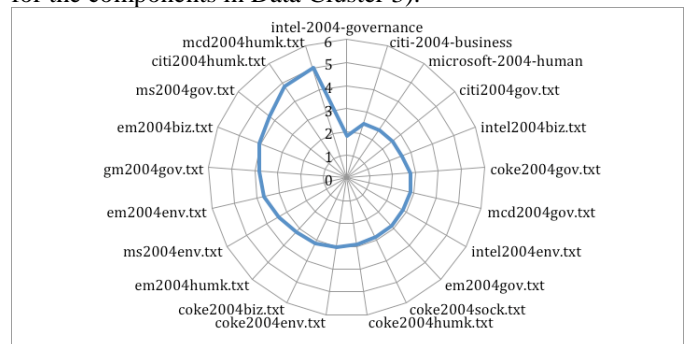 for the components in Data Cluster 3).
intel-2004-governance
mcd2004humk.txt
6
citi-2004-business
citi2004humk.txt
5
microsoft-2004-human
ms2004gov.txt
4
citi2004gov.txt
em2004biz.txt
3
intel2004biz.txt
2
gm2004gov.txt
1
coke2004gov.txt
0
em2004env.txt
mcd2004gov.txt
ms2004env.txt
intel2004env.txt
em2004humk.txt
em2004gov.txt
coke2004biz.txt
coke2004sock.txt
coke2004env.txt
coke2004humk.txt